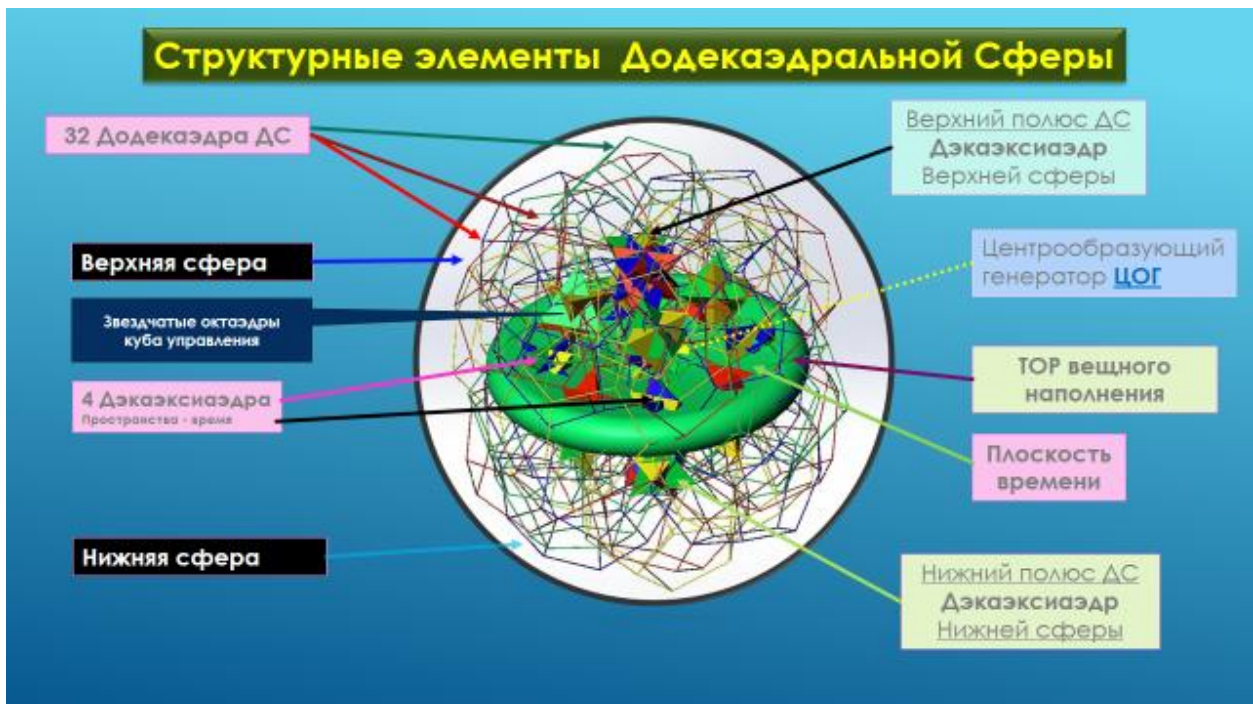 Структурные элементы Додекаэдральной Сферы
32 Додекаэдра ДС
Верхняя сфера
Звездчатые октаэдры
куба управления
4 Дэкаэксиаэдра
Пространства - время
Нижняя сфера
Верхний полюс ДС
Дэкаэксиаэдр
Верхней сферы
Центрообразующий
генератор ЦОГ
ТОР вещного
наполнения
Плоскость
времени
Нижний полюс ДС
Дэкаэксиаэдр
Нижней сферы